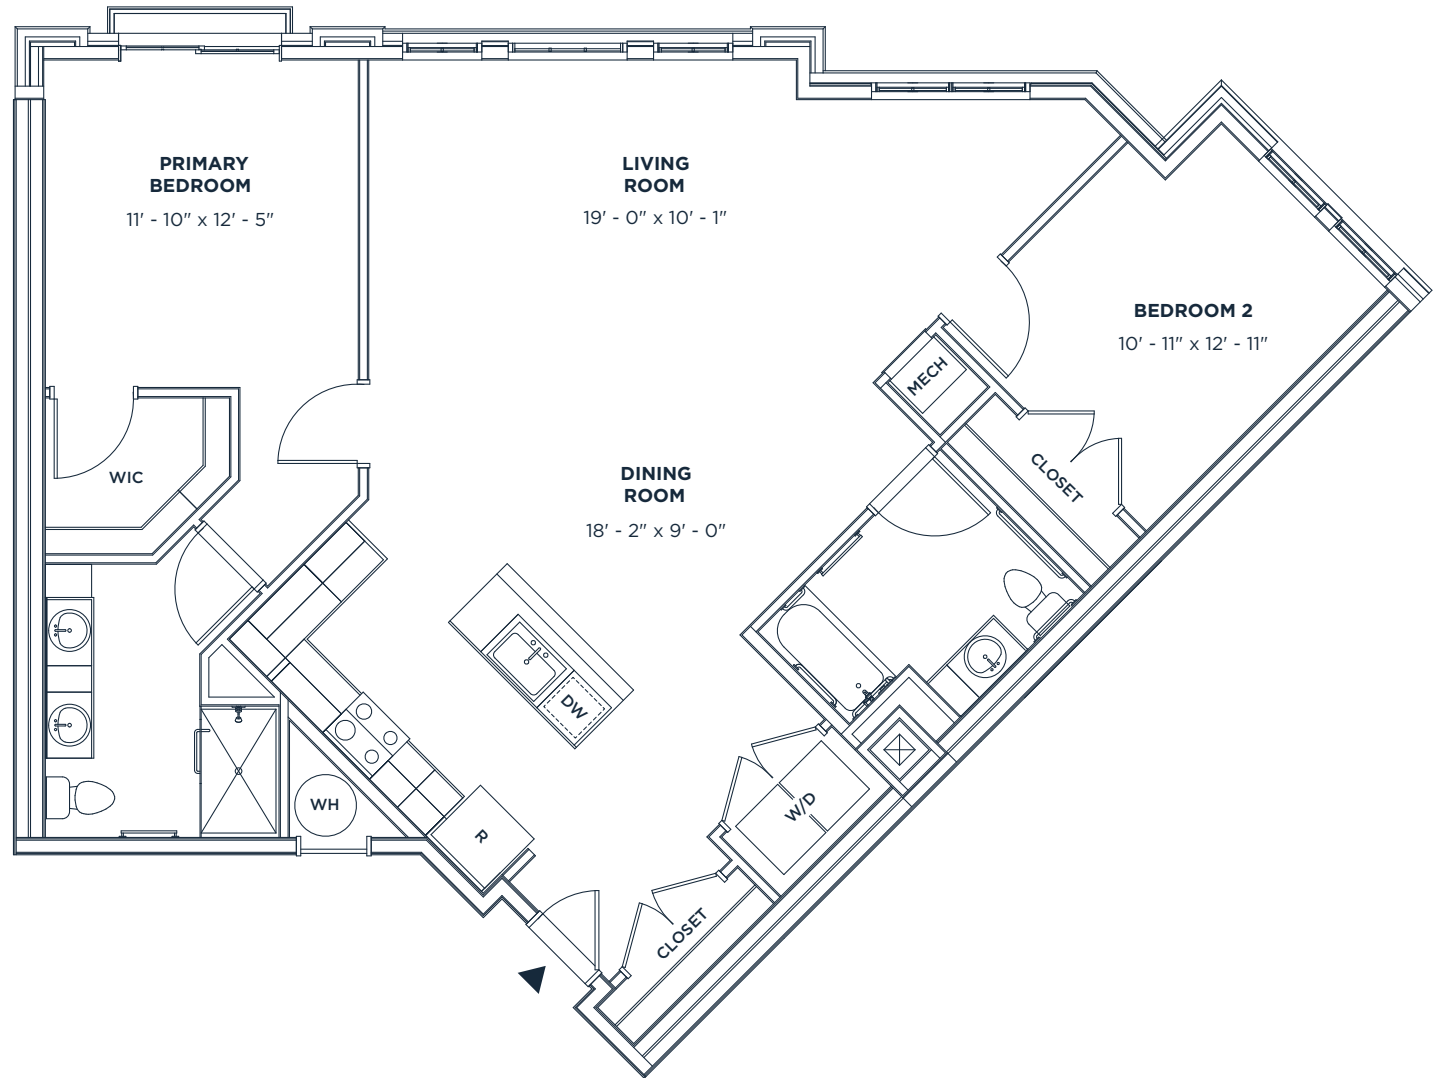 PRIMARY
BEDROOM
11' - 10" x 12' - 5"
LIVING
ROOM
19' - 0" x 10' - 1"
BEDROOM 2
10' - 11" x 12' - 11"
MECH
CLOSET
WIC
DINING
ROOM
18' - 2" x 9' - 0"
DW
WH
R
W/D
CLOSET